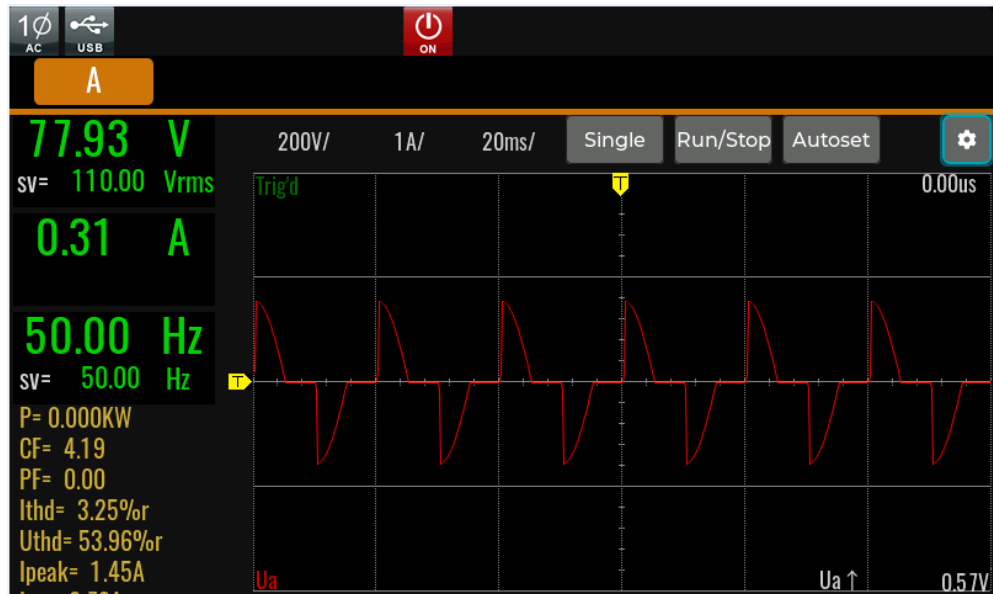 1Ø
AC
USB
ON
A
77.93 V
sv= 110.00 Vrms
0.31 A
50.00 Hz
sv= 50.00 Hz
P= 0.000KW
CF= 4.19
PF= 0.00
Ithd= 3.25%r
Uthd= 53.96%r
Ipeak= 1.45A
200V/ 1A/ 20ms/ Single Run/Stop Autoset
Trig'd T 0.00us
T
Ua Ua↑ 0.57V